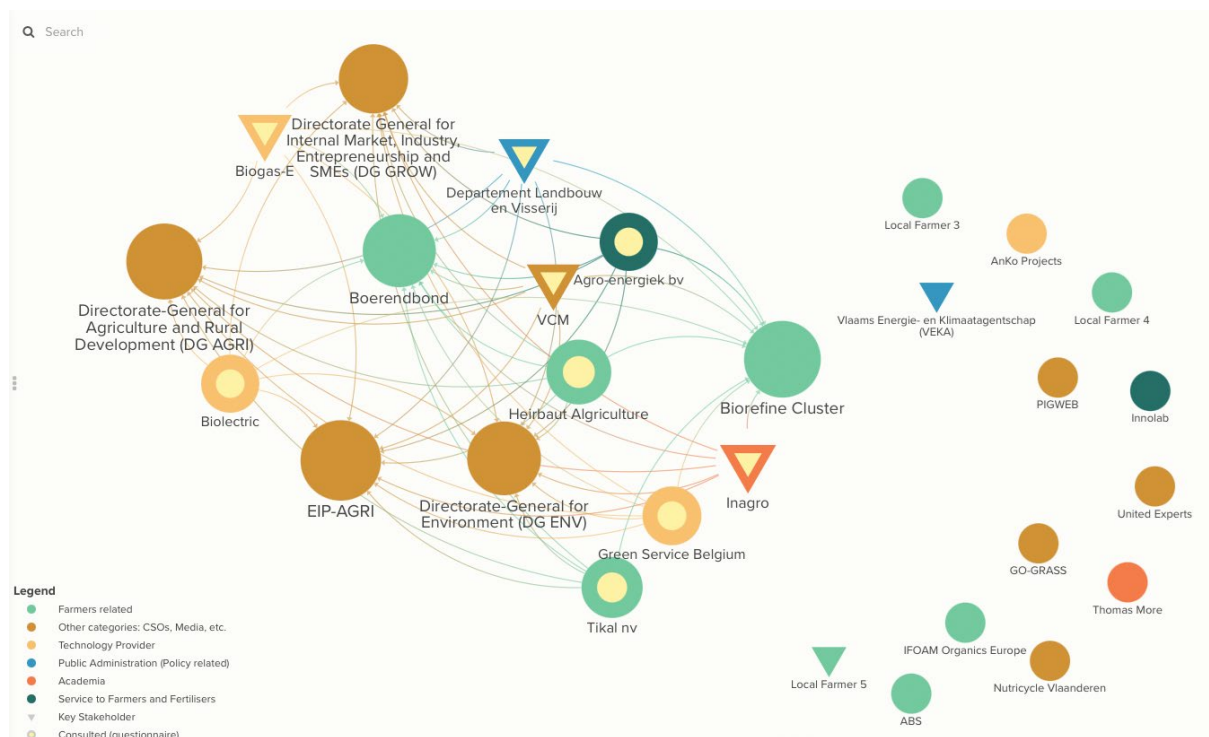 Search
Directorate General for
Internal Market, Industry,
Entrepreneurship and
SMEs (DG GROW)
Biogas-E
Departement Landbouw
en Visserij
Local Farmer 3
AnKo Projects
Agro-energiek bv
Boerendbond
VCM
Directorate-General for
Agriculture and Rural
Development (DG AGRI)
Vlaams Energie- en Klimaatagentschap
(VEKA)
Local Farmer 4
PIGWEB
Innolab
Biolectric
Heirbaut Algriculture
Biorefine Cluster
EIP-AGRI
Directorate-General for
Environment (DG ENV)
Inagro
United Experts
Green Service Belgium
GO-GRASS
Thomas More
Tikal nv
IFOAM Organics Europe
Local Farmer 5
Nutricycle Vlaanderen
ABS
Legend
Farmers related
Other categories: CSOs, Media, etc.
Technology Provider
Public Administration (Policy related)
Academia
Service to Farmers and Fertilisers
Key Stakeholder
Consulted (questionnaire)